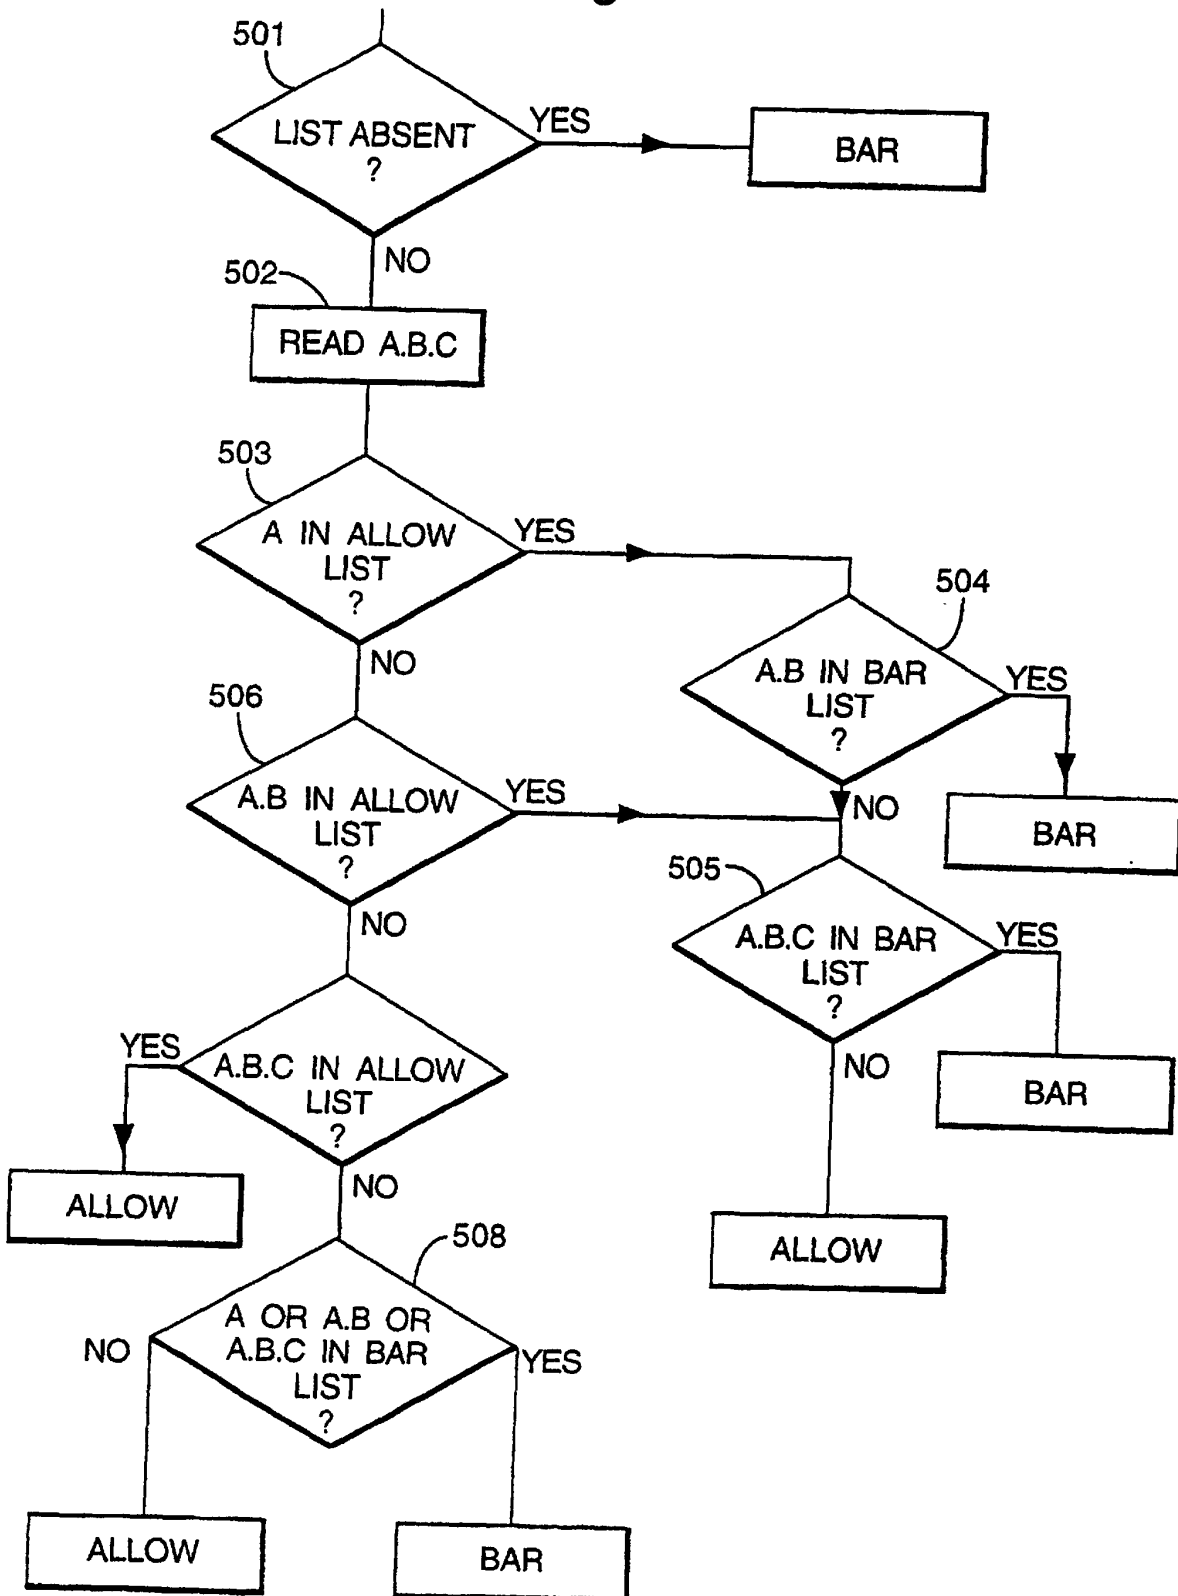 501
LIST ABSENT
?
YES
BAR
NO
502
READ A.B.C
503
A IN ALLOW
LIST
?
YES
NO
504
A.B IN BAR
LIST
?
YES
BAR
NO
506
A.B IN ALLOW
LIST
?
YES
NO
505
A.B.C IN BAR
LIST
?
YES
BAR
NO
ALLOW
A.B.C IN ALLOW
LIST
?
YES
ALLOW
NO
508
A OR A.B OR
A.B.C IN BAR
LIST
?
NO
YES
ALLOW
BAR